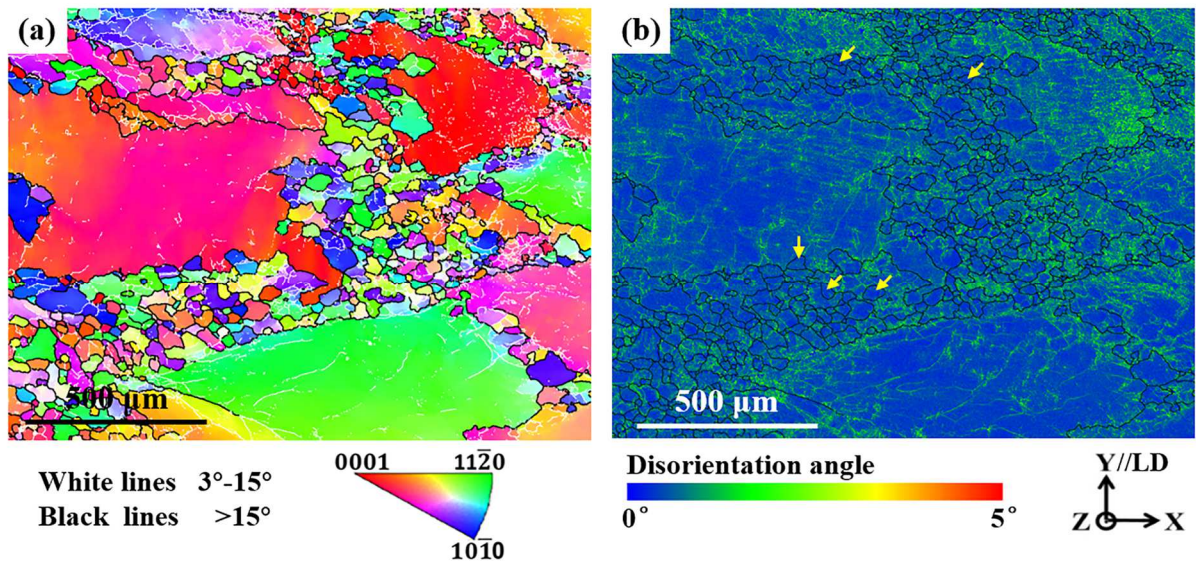 (a)
500 μm
White lines 3°-15°
Black lines >15°
0001
112̅0
101̅0
(b)
500 μm
Disorientation angle
0°
5°
Y//LD
Z
X